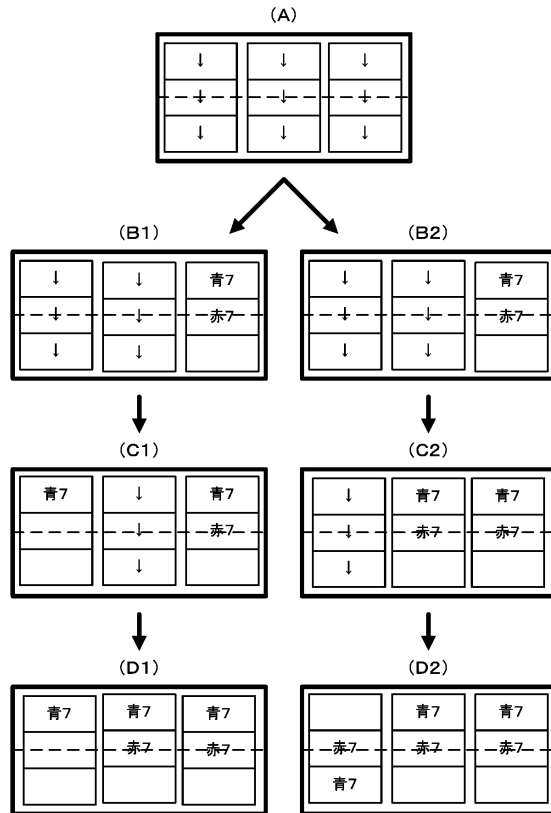 (A)
↓ ↓ ↓
↓ ↓ ↓
↓ ↓ ↓
(B1) (B2)
↓ ↓ 青7 ↓ ↓ 青7
↓ ↓ 赤7 ↓ ↓ 赤7
↓ ↓ ↓ ↓
(C1) (C2)
青7 ↓ 青7 ↓ 青7 青7
↓ 赤7 ↓ 赤7 赤7
↓ ↓
(D1) (D2)
青7 青7 青7 青7 青7
赤7 赤7 赤7 赤7 赤7
青7